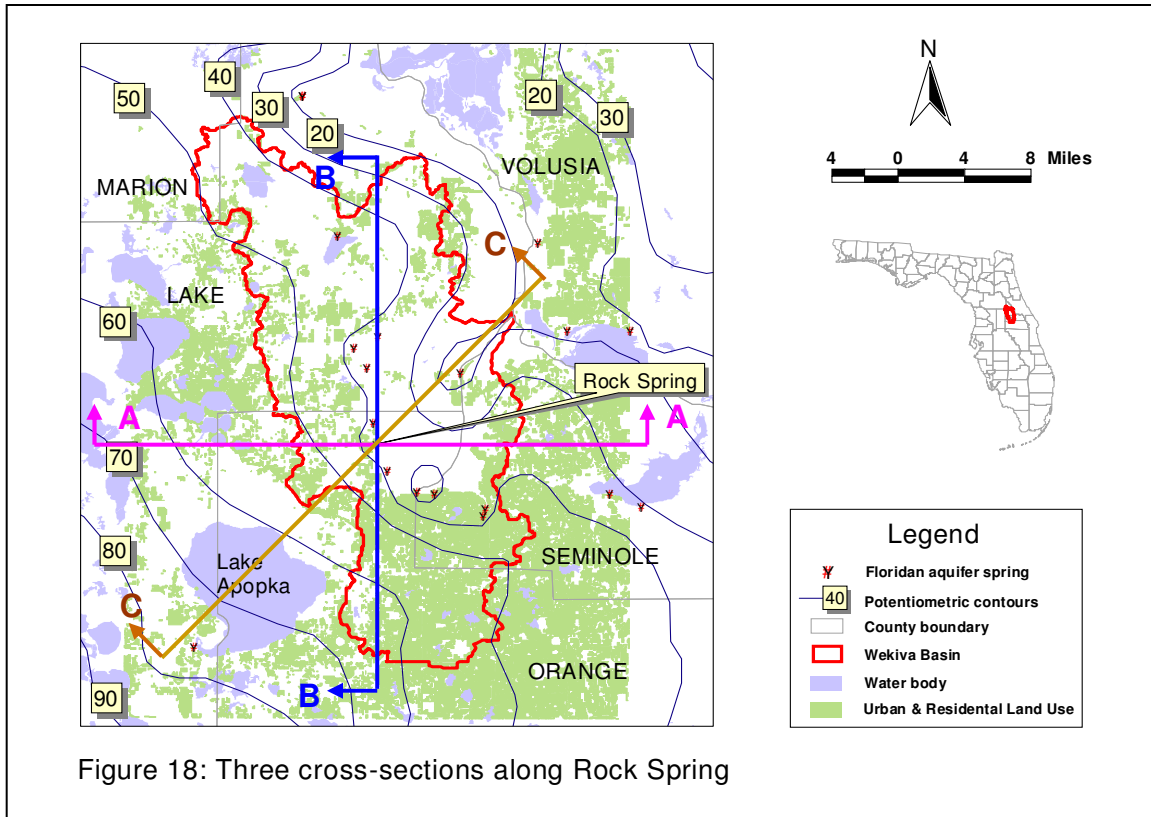 40
50
30
20
20
30
B
VOLUSIA
MARION
C
LAKE
60
Rock Spring
A
A
70
80
Lake
Apopka
SEMINOLE
C
B
ORANGE
90
N
4 0 4 8 Miles
Legend
¥ Floridan aquifer spring
40 Potentiometric contours
County boundary
Wekiva Basin
Water body
Urban & Residental Land Use
Figure 18: Three cross-sections along Rock Spring